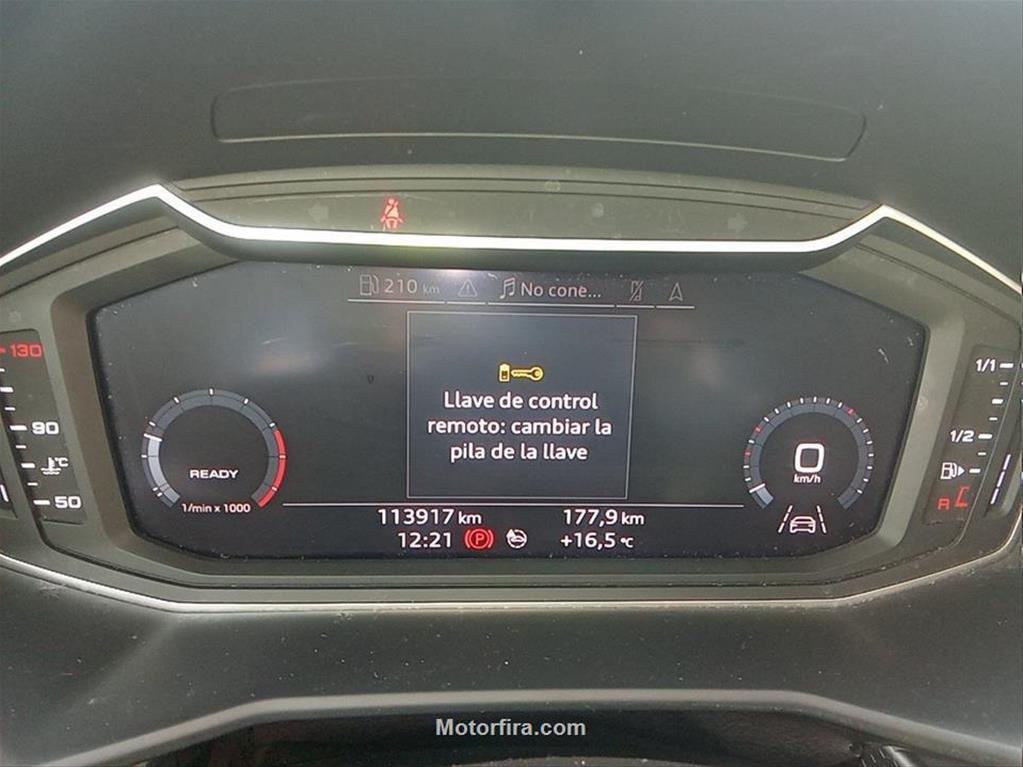 210 km
No cone...
130
90
°C
50
Llave de control
remoto: cambiar la
pila de la llave
READY
1/min x 1000
0
km/h
1/1
1/2
R
113917 km
177,9 km
12:21
P
+16,5 °C
Motorfira.com